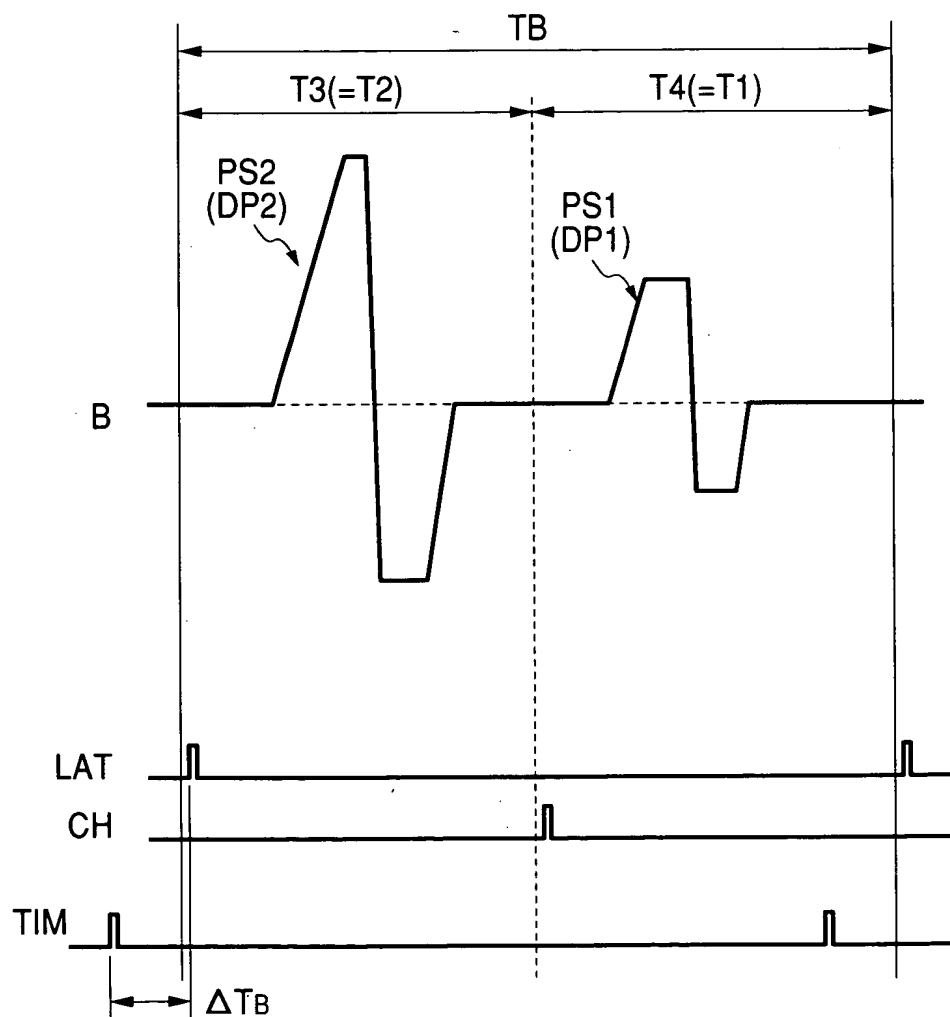 TB
T3(=T2)
T4(=T1)
PS2
(DP2)
PS1
(DP1)
B
LAT
CH
TIM
ΔTB